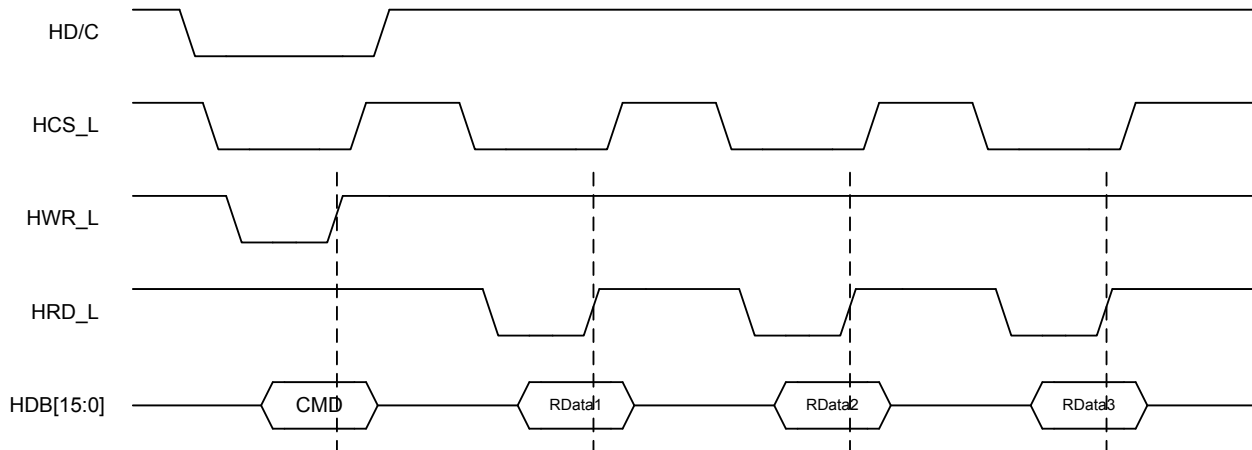 HD/C
HCS_L
HWR_L
HRD_L
HDB[15:0] CMD RData1 RData2 RData3